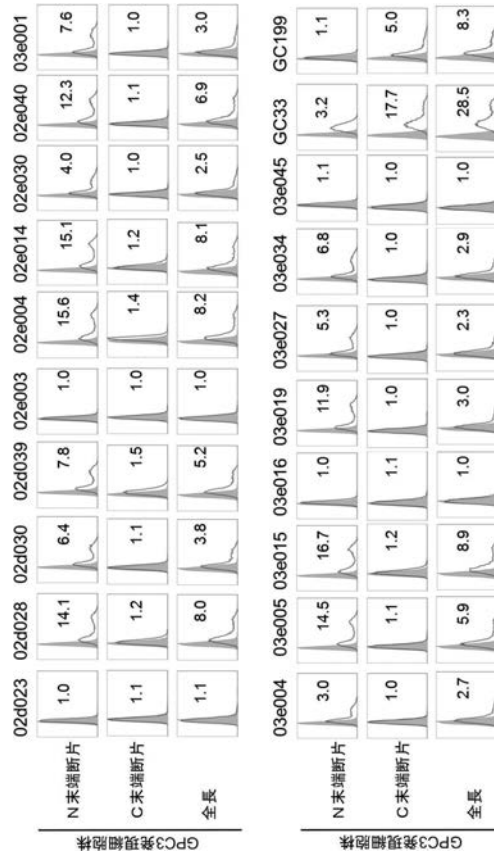 02d023 02d028 02d030 02d039 02e003 02e004 02e014 02e030 02e040 03e001
N 末端断片 1.0 14.1 6.4 7.8 1.0 15.6 15.1 4.0 12.3 7.6
C 末端断片 1.1 1.2 1.1 1.5 1.0 1.4 1.2 1.0 1.1 1.0
全長 1.1 8.0 3.8 5.2 1.0 8.2 8.1 2.5 6.9 3.0
GPC3発現細胞株
03e004 03e005 03e015 03e016 03e019 03e027 03e034 03e045 GC33 GC199
N 末端断片 3.0 14.5 16.7 1.0 11.9 5.3 6.8 1.1 3.2 1.1
C 末端断片 1.0 1.1 1.2 1.1 1.0 1.0 1.0 1.0 17.7 5.0
全長 2.7 5.9 8.9 1.0 3.0 2.3 2.9 1.0 28.5 8.3
GPC3発現細胞株